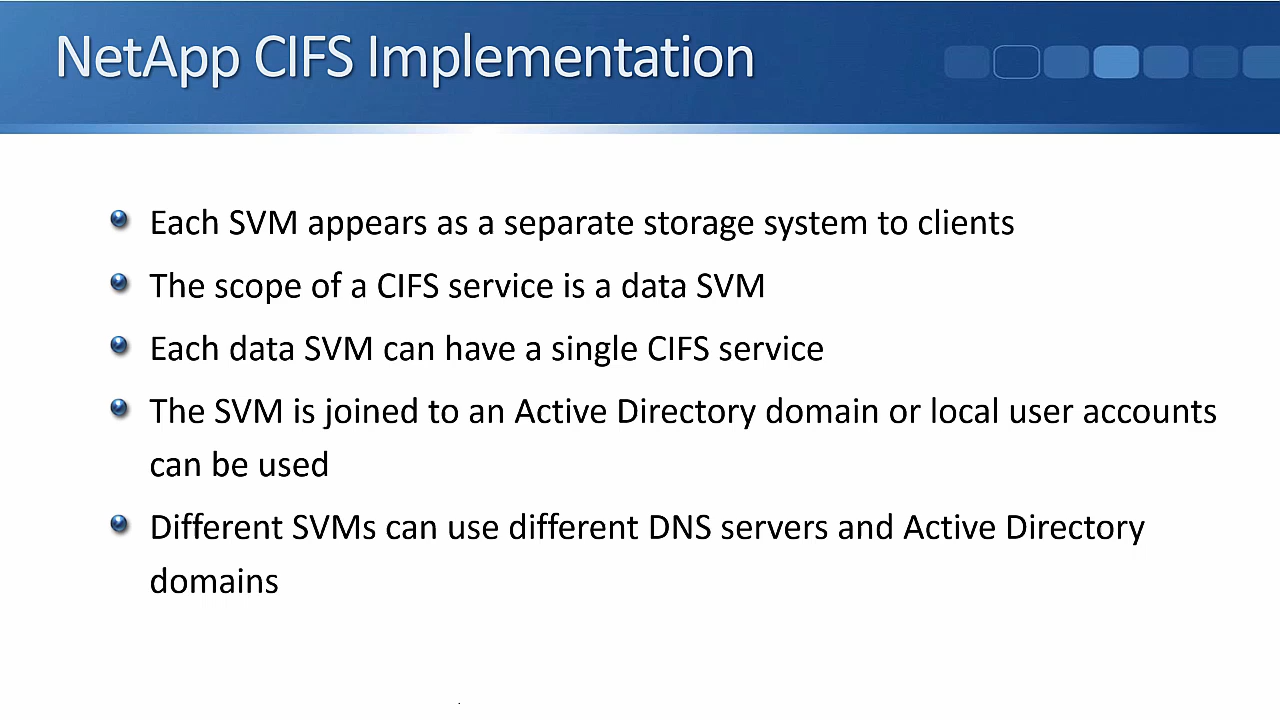 NetApp CIFS Implementation
Each SVM appears as a separate storage system to clients
The scope of a CIFS service is a data SVM
Each data SVM can have a single CIFS service
The SVM is joined to an Active Directory domain or local user accounts
can be used
Different SVMs can use different DNS servers and Active Directory
domains